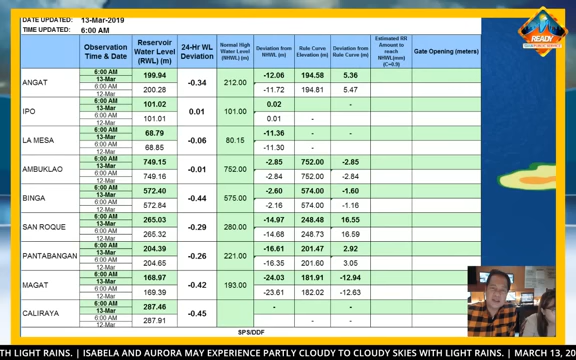 DATE UPDATED: 13-Mar-2019
TIME UPDATED: 6:00 AM
Observation Time & Date | Reservoir Water Level (RWL) (m) | 24-Hr WL Deviation | Normal High Water Level (NHWL) (m) | Deviation from NHWL (m) | Rule Curve Elevation (m) | Deviation from Rule Curve (m) | Estimated RR Amount to reach NHWL(mm) (C=0.9) | Gate Opening (meters)
ANGAT 6:00 AM 13-Mar 199.94 -0.34 212.00 -12.06 194.58 5.36
6:00 AM 12-Mar 200.28 -11.72 194.81 5.47
IPO 6:00 AM 13-Mar 101.02 0.01 101.00 0.02 -
6:00 AM 12-Mar 101.01 0.01 -
LA MESA 6:00 AM 13-Mar 68.79 -0.06 80.15 -11.36
6:00 AM 12-Mar 68.85 -11.30 -
AMBUKLAO 6:00 AM 13-Mar 749.15 -0.01 752.00 -2.85 752.00 -2.85
6:00 AM 12-Mar 749.16 -2.84 752.00 -2.84
BINGA 6:00 AM 13-Mar 572.40 -0.44 575.00 -2.60 574.00 -1.60
6:00 AM 12-Mar 572.84 -2.16 574.00 -1.16
SAN ROQUE 6:00 AM 13-Mar 265.03 -0.29 280.00 -14.97 248.48 16.55
6:00 AM 12-Mar 265.32 -14.68 248.73 16.59
PANTABANGAN 6:00 AM 13-Mar 204.39 -0.26 221.00 -16.61 201.47 2.92
6:00 AM 12-Mar 204.65 -16.35 201.60 3.05
MAGAT 6:00 AM 13-Mar 168.97 -0.42 193.00 -24.03 181.91 -12.94
6:00 AM 12-Mar 169.39 -23.61 182.02 -12.63
CALIRAYA 6:00 AM 13-Mar 287.46 -0.45 - -
6:00 AM 12-Mar 287.91 - -
SPS/DDF
READY
TH LIGHT RAINS. | ISABELA AND AURORA MAY EXPERIENCE PARTLY CLOUDY TO CLOUDY SKIES WITH LIGHT RAINS. | MARCH 13, 20